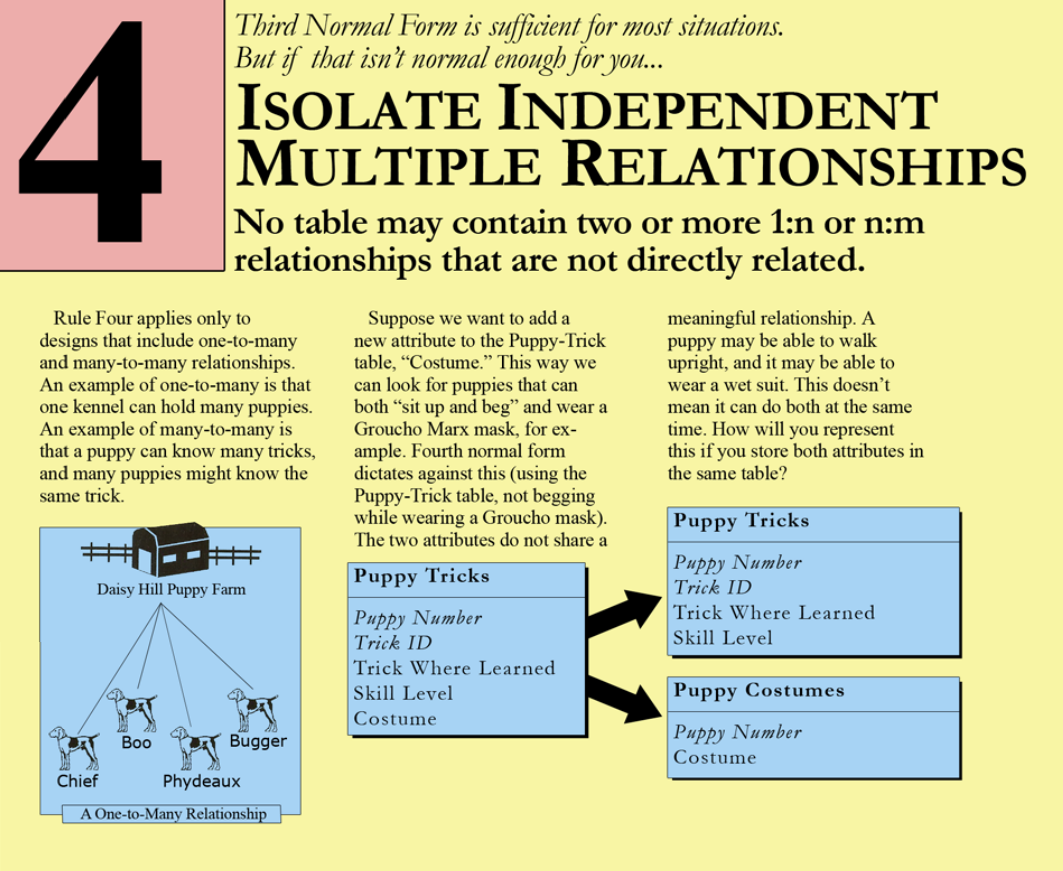 4
Third Normal Form is sufficient for most situations.
But if that isn't normal enough for you...
ISOLATE INDEPENDENT
MULTIPLE RELATIONSHIPS
No table may contain two or more 1:n or n:m
relationships that are not directly related.
Rule Four applies only to
designs that include one-to-many
and many-to-many relationships.
An example of one-to-many is that
one kennel can hold many puppies.
An example of many-to-many is
that a puppy can know many tricks,
and many puppies might know the
same trick.
Daisy Hill Puppy Farm
Chief
Boo
Phydeaux
Bugger
A One-to-Many Relationship
Suppose we want to add a
new attribute to the Puppy-Trick
table, “Costume.” This way we
can look for puppies that can
both “sit up and beg” and wear a
Groucho Marx mask, for ex-
ample. Fourth normal form
dictates against this (using the
Puppy-Trick table, not begging
while wearing a Groucho mask).
The two attributes do not share a
Puppy Tricks
Puppy Number
Trick ID
Trick Where Learned
Skill Level
Costume
meaningful relationship. A
puppy may be able to walk
upright, and it may be able to
wear a wet suit. This doesn't
mean it can do both at the same
time. How will you represent
this if you store both attributes in
the same table?
Puppy Tricks
Puppy Number
Trick ID
Trick Where Learned
Skill Level
Puppy Costumes
Puppy Number
Costume